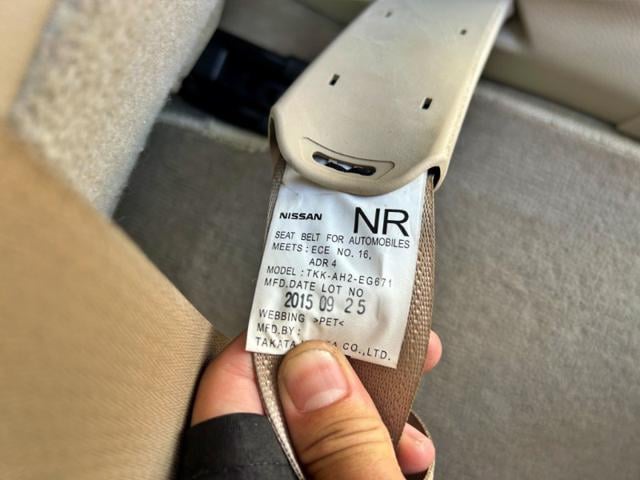 NISSAN NR
SEAT BELT FOR AUTOMOBILES
MEETS : ECE NO. 16,
ADR 4
MODEL : TKK-AH2-EG671
MFD.DATE LOT NO
2015 09 25
WEBBING >PET<
MFD.BY :
TAKATA CO.,LTD.